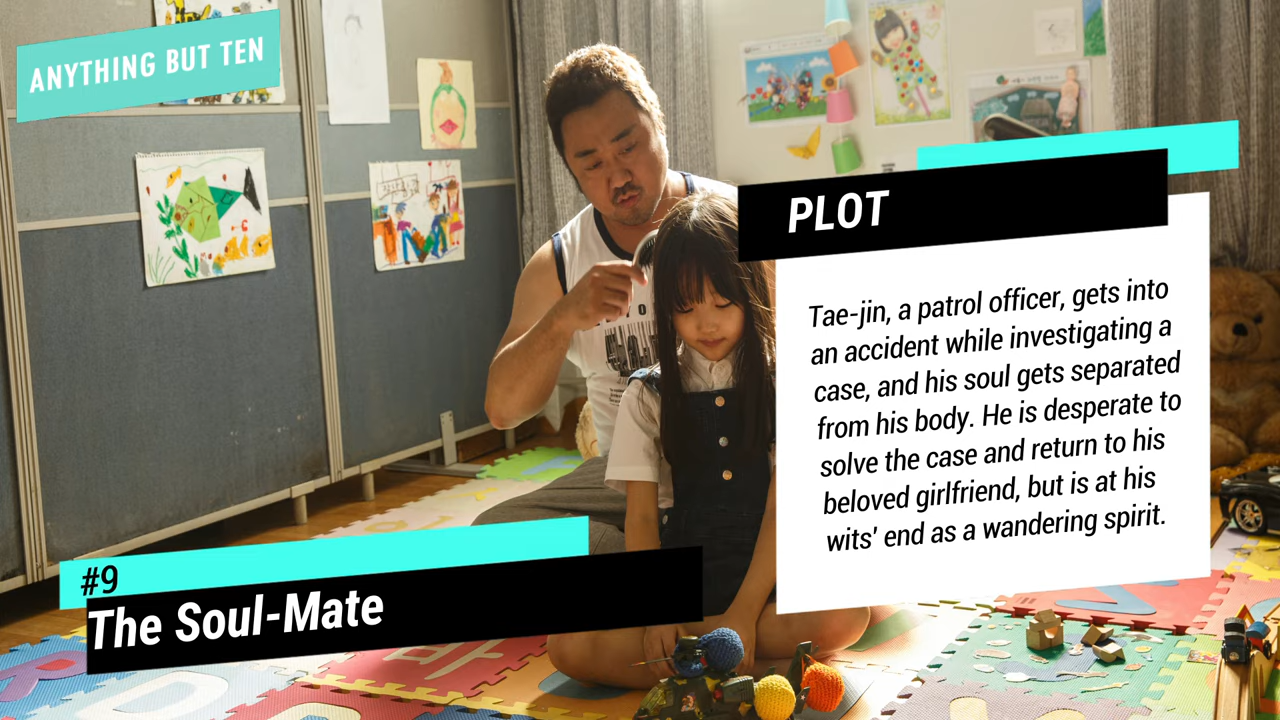 ANYTHING BUT TEN
PLOT
Tae-jin, a patrol officer, gets into
an accident while investigating a
case, and his soul gets separated
from his body. He is desperate to
solve the case and return to his
beloved girlfriend, but is at his
wits' end as a wandering spirit.
#9
The Soul-Mate
바